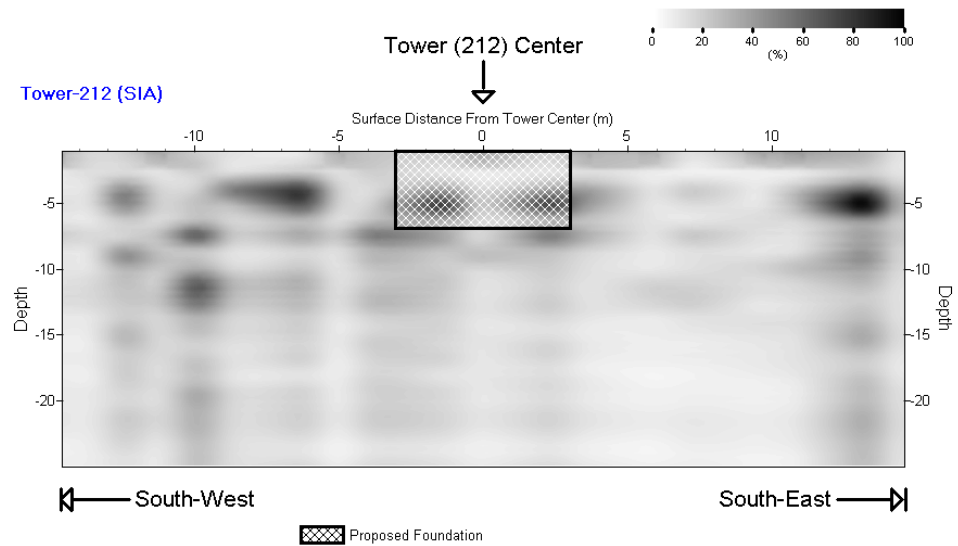 0 20 40 60 80 100
(%)
Tower (212) Center
Tower-212 (SIA)
Surface Distance From Tower Center (m)
-10 -5 0 5 10
-5 -5
-10 -10
Depth Depth
-15 -15
-20 -20
South-West South-East
Proposed Foundation